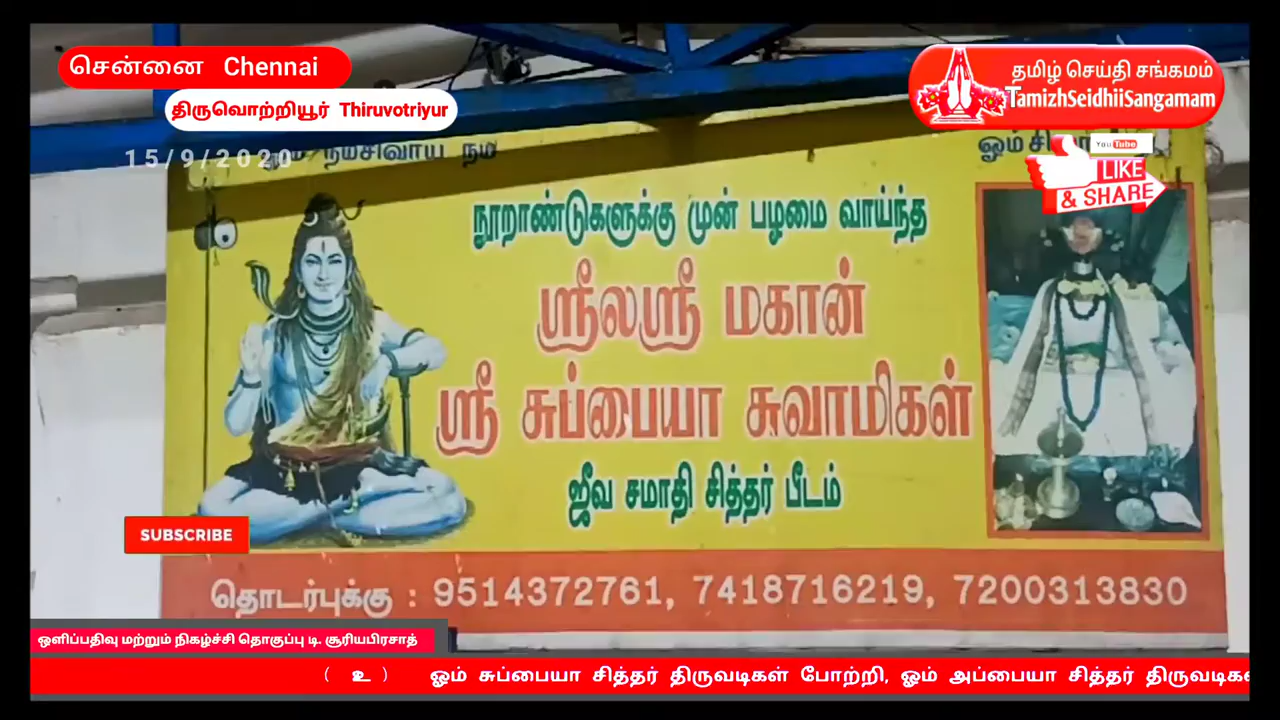 சென்னை Chennai
திருவொற்றியூர் Thiruvotriyur
15/9/2020
தமிழ் செய்தி சங்கமம்
TamizhSeidhiiSangamam
YouTube
LIKE
& SHARE
நமசிவாய நம
ஓம் சி
நூறாண்டுகளுக்கு முன் பழமை வாய்ந்த
ஸ்ரீலஸ்ரீ மகான்
ஸ்ரீ சுப்பையா சுவாமிகள்
ஜீவ சமாதி சித்தர் பீடம்
SUBSCRIBE
தொடர்புக்கு : 9514372761, 7418716219, 7200313830
ஒளிப்பதிவு மற்றும் நிகழ்ச்சி தொகுப்பு டி. சூரியபிரசாத்
( உ ) ஓம் சுப்பையா சித்தர் திருவடிகள் போற்றி, ஓம் அப்பையா சித்தர்